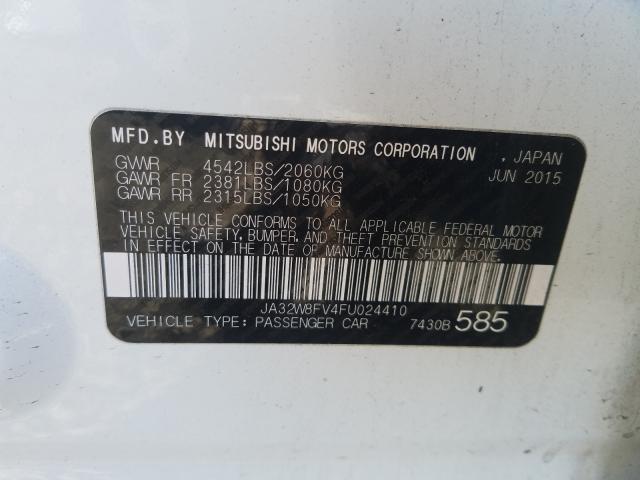 MFD.BY MITSUBISHI MOTORS CORPORATION , JAPAN
GVWR 4542LBS/2060KG JUN 2015
GAWR FR 2381LBS/1080KG
GAWR RR 2315LBS/1050KG
THIS VEHICLE CONFORMS TO ALL APPLICABLE FEDERAL MOTOR
VEHICLE SAFETY, BUMPER, AND THEFT PREVENTION STANDARDS
IN EFFECT ON THE DATE OF MANUFACTURE SHOWN ABOVE.
JA32W8FV4FU024410
VEHICLE TYPE: PASSENGER CAR 7430B 585